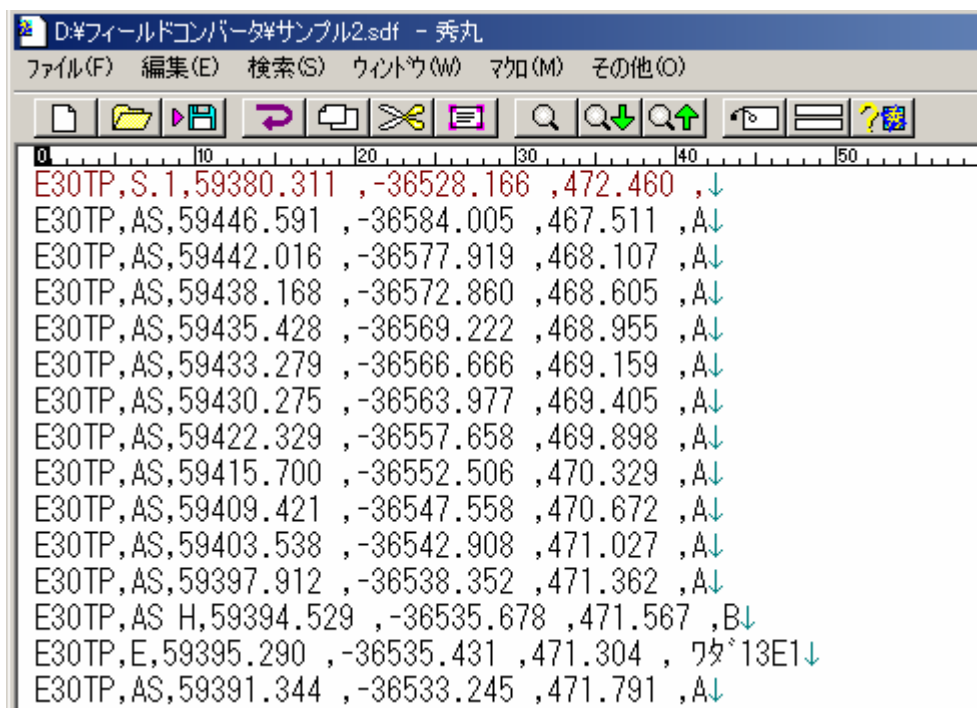 D:¥フィールドコンバータ¥サンプル2.sdf - 秀丸
ファイル(F) 編集(E) 検索(S) ウィンドウ(W) マクロ(M) その他(O)
0 10 20 30 40 50
E30TP,S.1,59380.311 ,-36528.166 ,472.460 ,↓
E30TP,AS,59446.591 ,-36584.005 ,467.511 ,A↓
E30TP,AS,59442.016 ,-36577.919 ,468.107 ,A↓
E30TP,AS,59438.168 ,-36572.860 ,468.605 ,A↓
E30TP,AS,59435.428 ,-36569.222 ,468.955 ,A↓
E30TP,AS,59433.279 ,-36566.666 ,469.159 ,A↓
E30TP,AS,59430.275 ,-36563.977 ,469.405 ,A↓
E30TP,AS,59422.329 ,-36557.658 ,469.898 ,A↓
E30TP,AS,59415.700 ,-36552.506 ,470.329 ,A↓
E30TP,AS,59409.421 ,-36547.558 ,470.672 ,A↓
E30TP,AS,59403.538 ,-36542.908 ,471.027 ,A↓
E30TP,AS,59397.912 ,-36538.352 ,471.362 ,A↓
E30TP,AS H,59394.529 ,-36535.678 ,471.567 ,B↓
E30TP,E,59395.290 ,-36535.431 ,471.304 , ﾜﾀﾞ13E1↓
E30TP,AS,59391.344 ,-36533.245 ,471.791 ,A↓